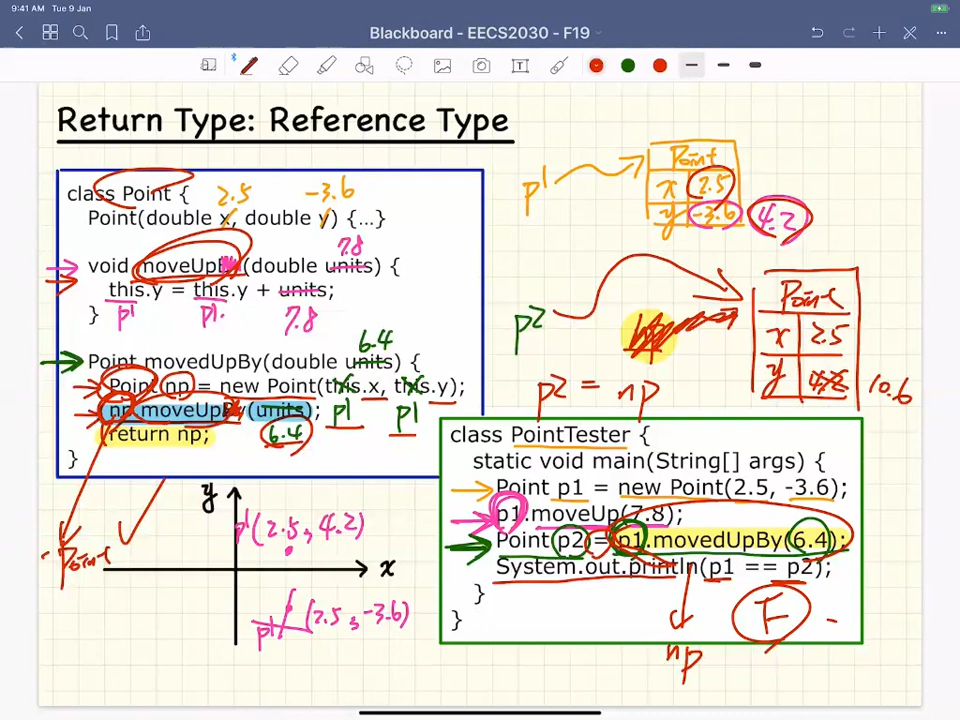 9:41 AM Tue 9 Jan
Blackboard - EECS2030 - F19
Return Type: Reference Type
class Point {
2.5 -3.6
Point(double x, double y) {...}
7.8
void moveUpBy(double units) {
this.y = this.y + units;
} p1 p1. 7.8
6.4
Point movedUpBy(double units) {
Point np = new Point(this.x, this.y);
np.moveUpBy(units);
p1 p1
return np;
6.4
}
p1
Point
x 2.5
y -3.6 4.2
p2
Point
x 2.5
y 10.6
p2 = np
class PointTester {
static void main(String[] args) {
Point p1 = new Point(2.5, -3.6);
p1.moveUp(7.8);
Point p2 = p1.movedUpBy(6.4);
System.out.println(p1 == p2);
}
}
F
np
y
p1 (2.5, 4.2)
x
p1 (2.5, -3.6)
Point